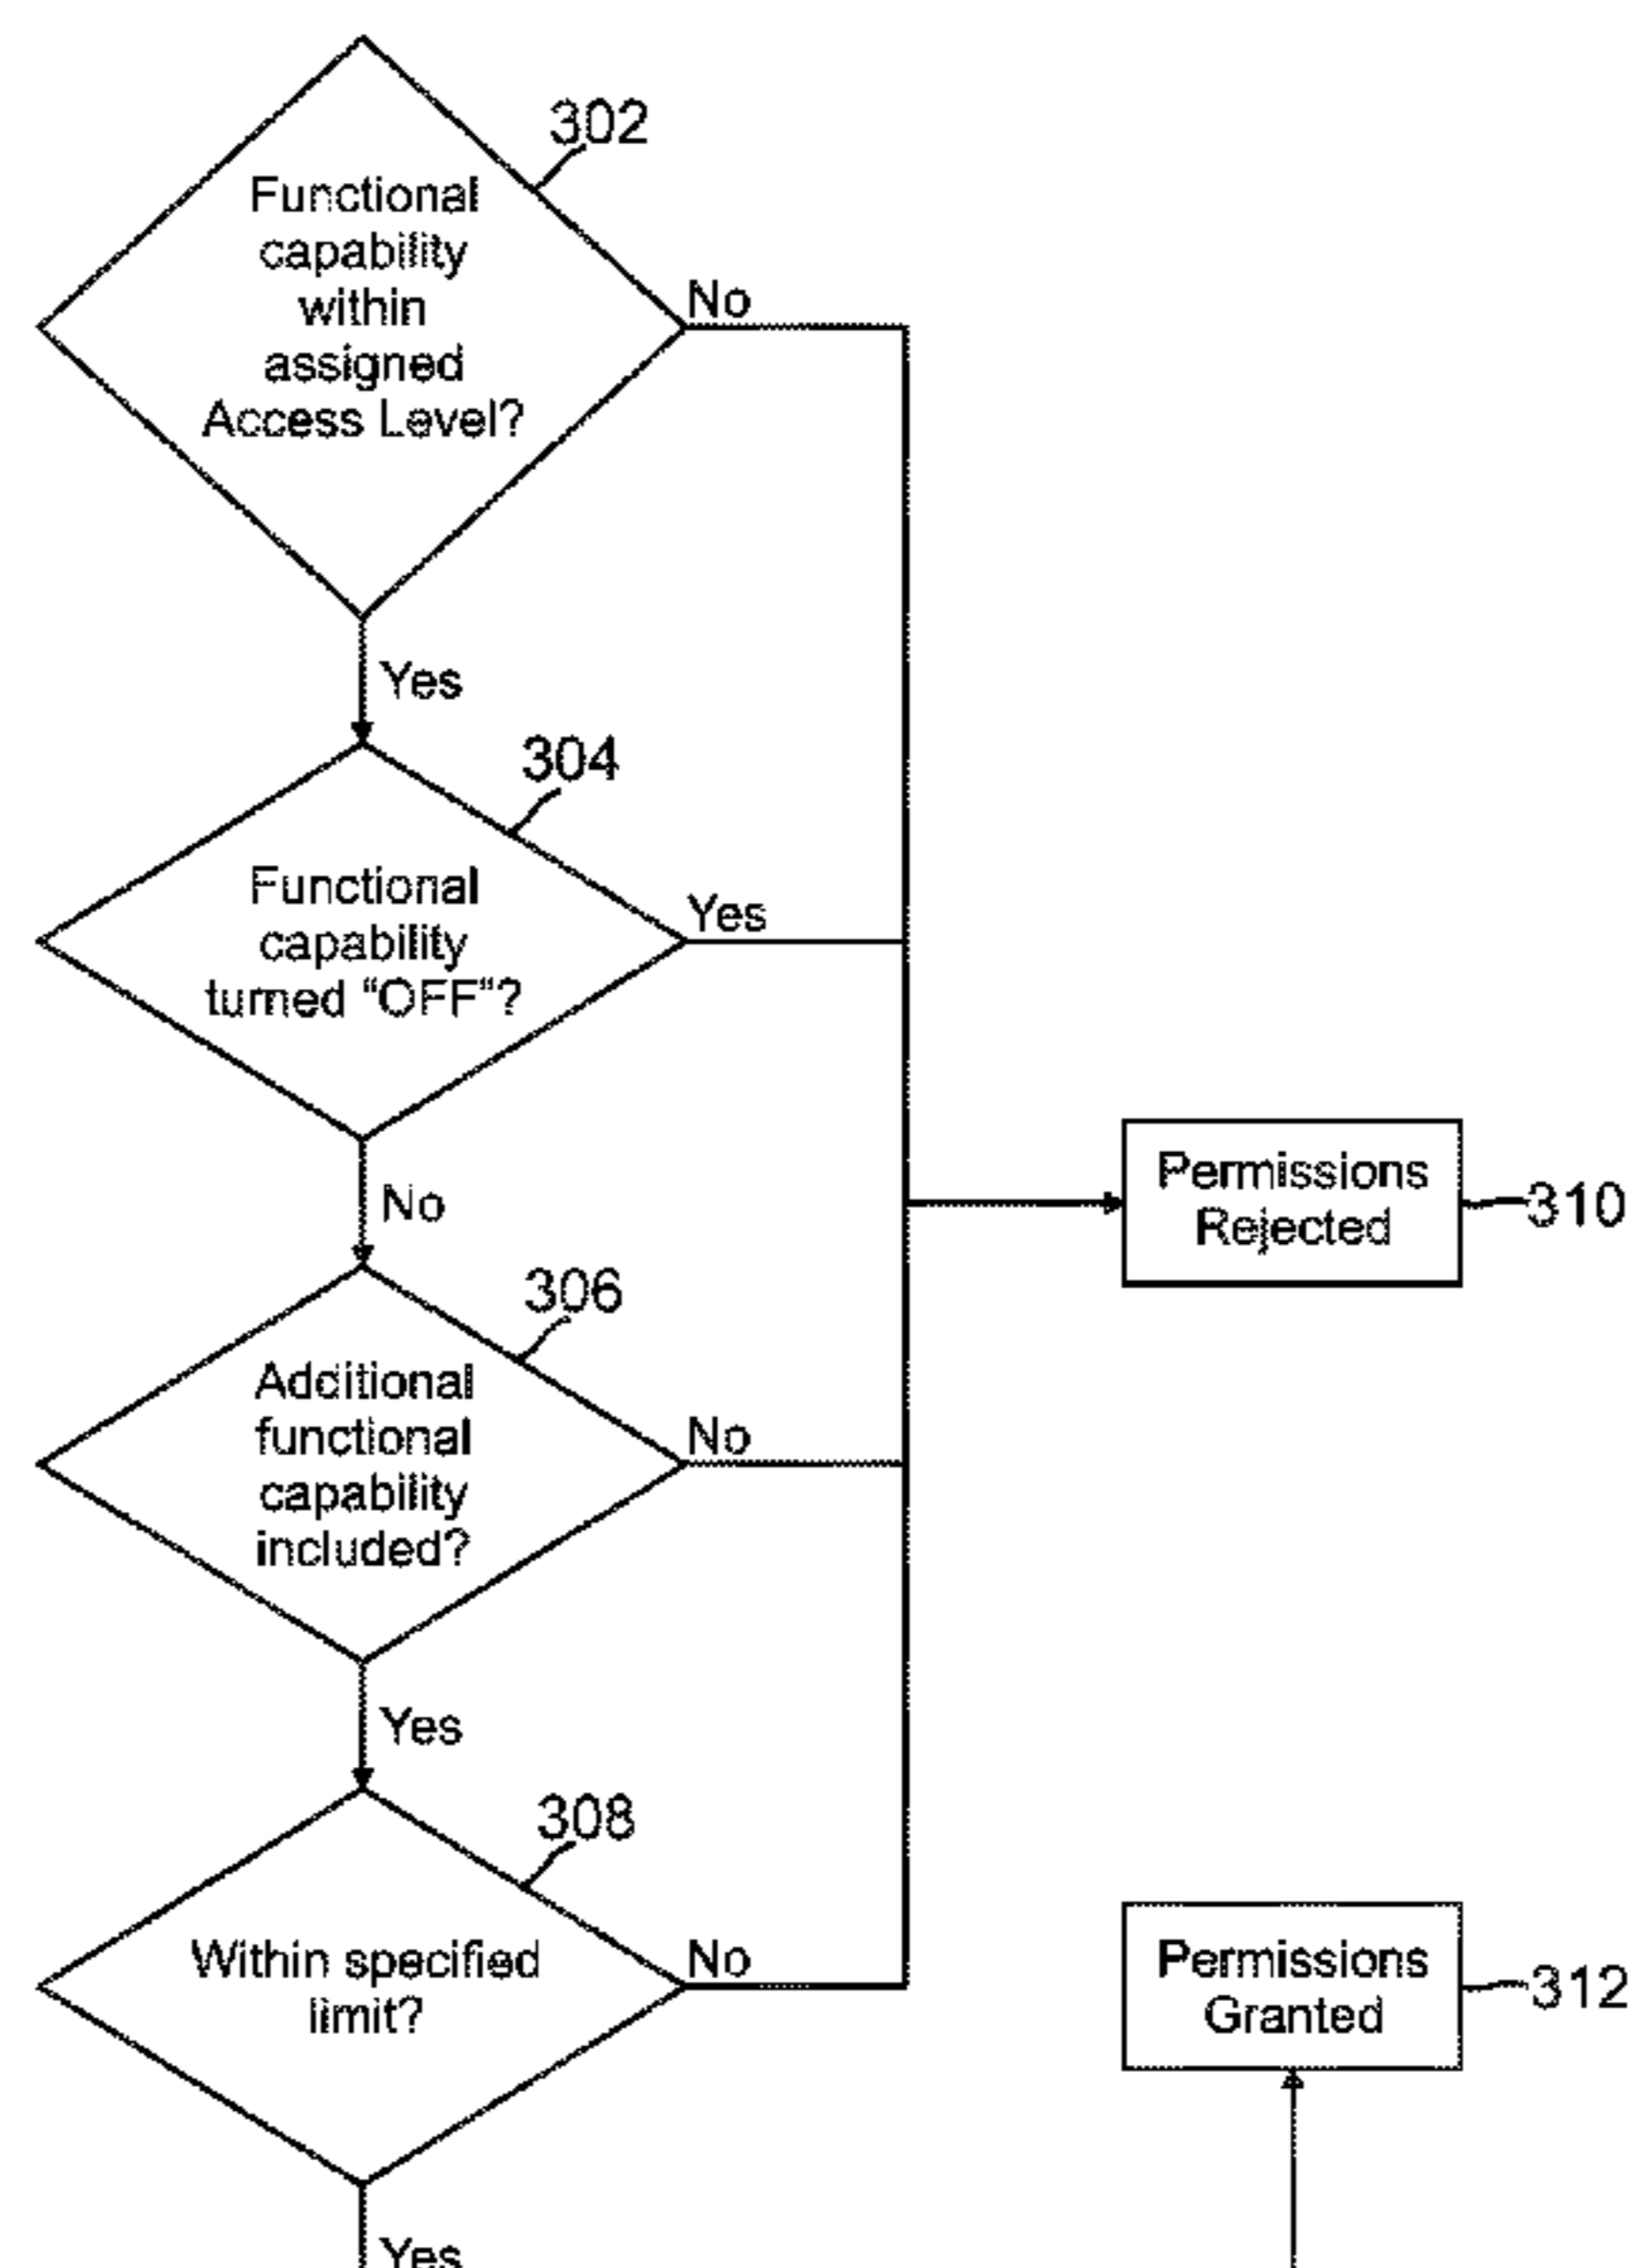 302
Functional
capability
within
assigned
Access Level?
No
Yes
304
Functional
capability
turned “OFF“?
Yes
No
Permissions
Rejected
310
306
Additional
functional
capability
included?
No
Yes
308
Within specified
limit?
No
Permissions
Granted
312
Yes